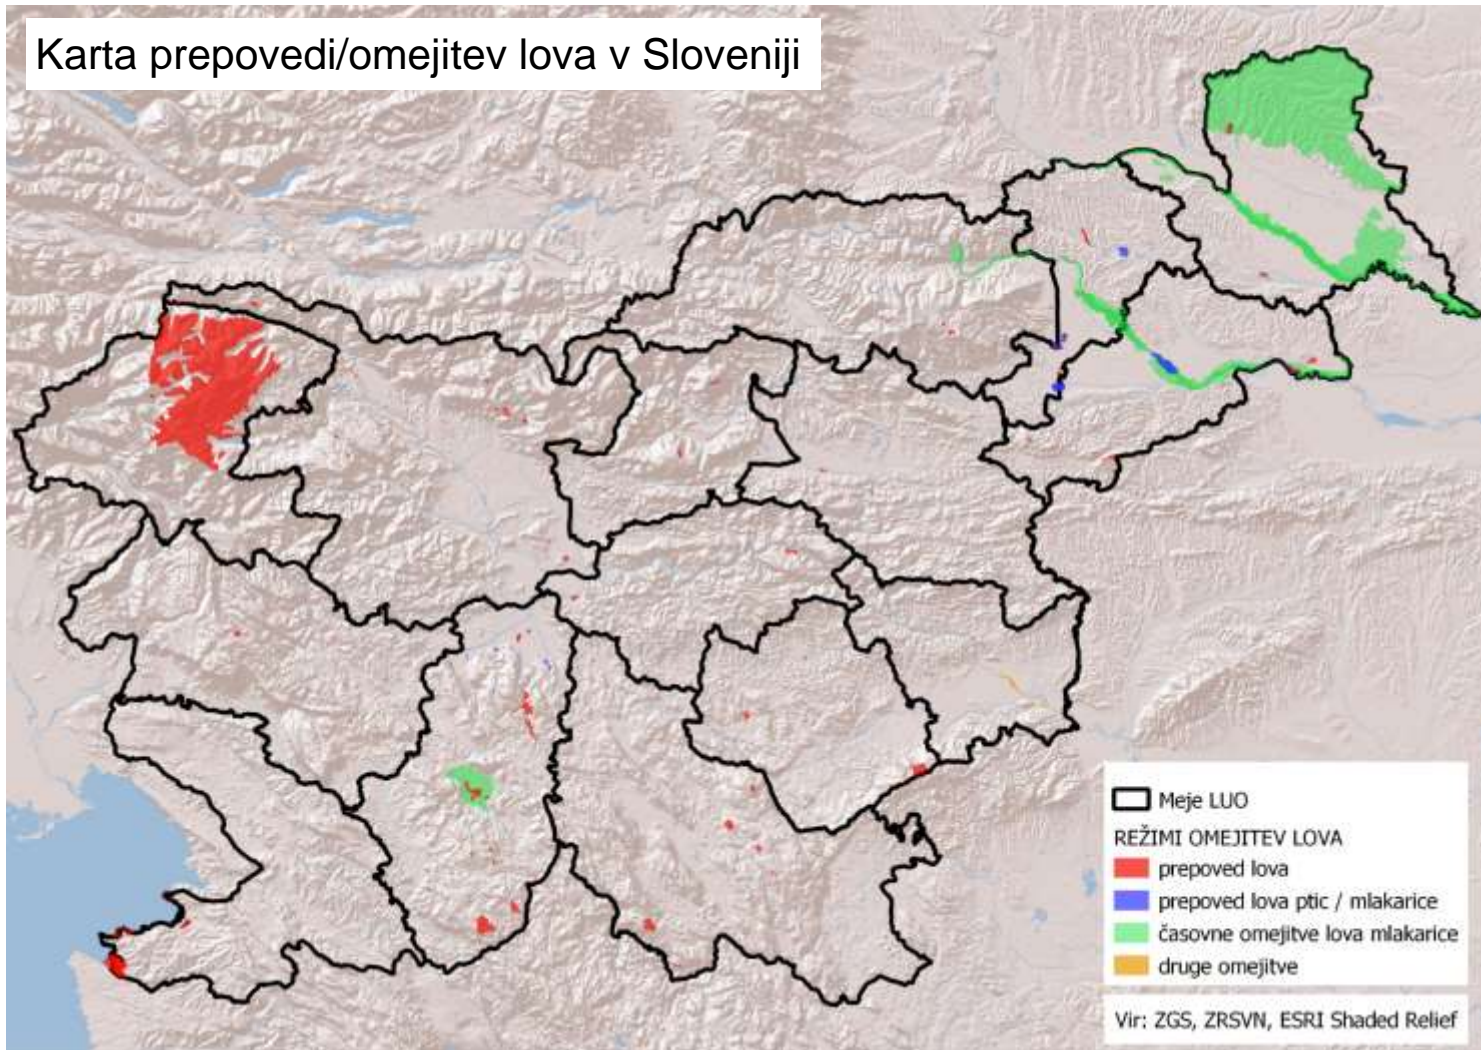 Karta prepovedi/omejitev lova v Sloveniji
Meje LUO
REŽIMI OMEJITEV LOVA
prepoved lova
prepoved lova ptic / mlakarice
časovne omejitve lova mlakarice
druge omejitve
Vir: ZGS, ZRSVN, ESRI Shaded Relief